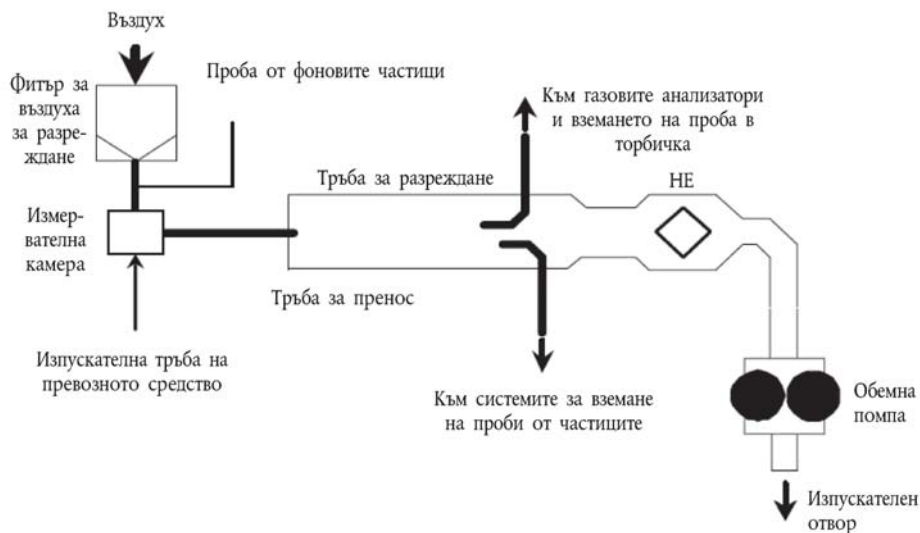 Въздух
Проба от фоновите частици
Фитър за
въздуха
за разре-
ждане
Към газовите анализатори
и вземането на проба в
торбичка
Тръба за разреждане
НЕ
Измер-
вателна
камера
Тръба за пренос
Изпускателна тръба на
превозното средство
Към системите за вземане
на проби от частиците
Обемна
помпа
Изпускателен
отвор